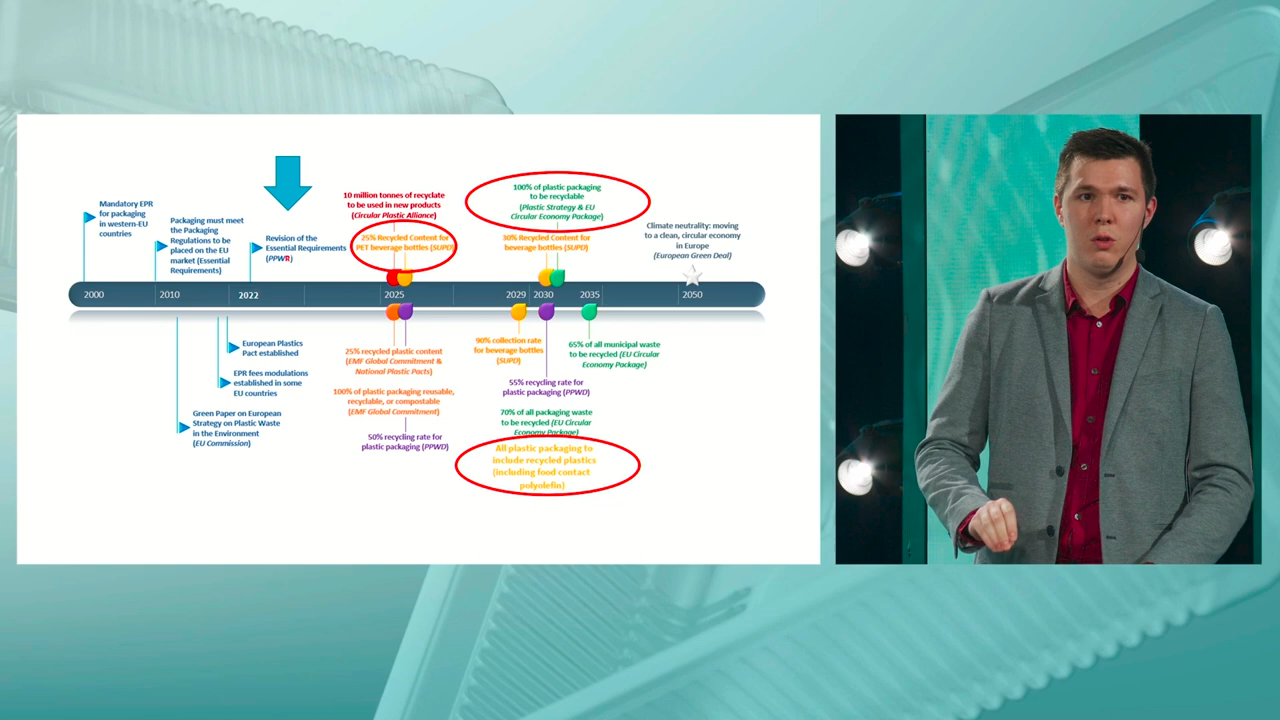 Mandatory EPR
for packaging
in western-EU
countries
Packaging must meet
the Packaging
Regulations to be
placed on the EU
market (Essential
Requirements)
Revision of the
Essential Requirements
(PPWR)
10 million tonnes of recyclate
to be used in new products
(Circular Plastic Alliance)
25% Recycled Content for
PET beverage bottles (SUPD)
100% of plastic packaging
to be recyclable
(Plastic Strategy & EU
Circular Economy Package)
30% Recycled Content for
beverage bottles (SUPD)
Climate neutrality: moving
to a clean, circular economy
in Europe
(European Green Deal)
2000 2010 2022 2025 2029 2030 2035 2050
European Plastics
Pact established
EPR fees modulations
established in some
EU countries
Green Paper on European
Strategy on Plastic Waste
in the Environment
(EU Commission)
25% recycled plastic content
(EMF Global Commitment &
National Plastic Pacts)
100% of plastic packaging reusable,
recyclable, or compostable
(EMF Global Commitment)
50% recycling rate for
plastic packaging (PPWD)
90% collection rate
for beverage bottles
(SUPD)
55% recycling rate for
plastic packaging (PPWD)
70% of all packaging waste
to be recycled (EU Circular
Economy Package)
All plastic packaging to
include recycled plastics
(including food contact
polyolefin)
65% of all municipal waste
to be recycled (EU Circular
Economy Package)